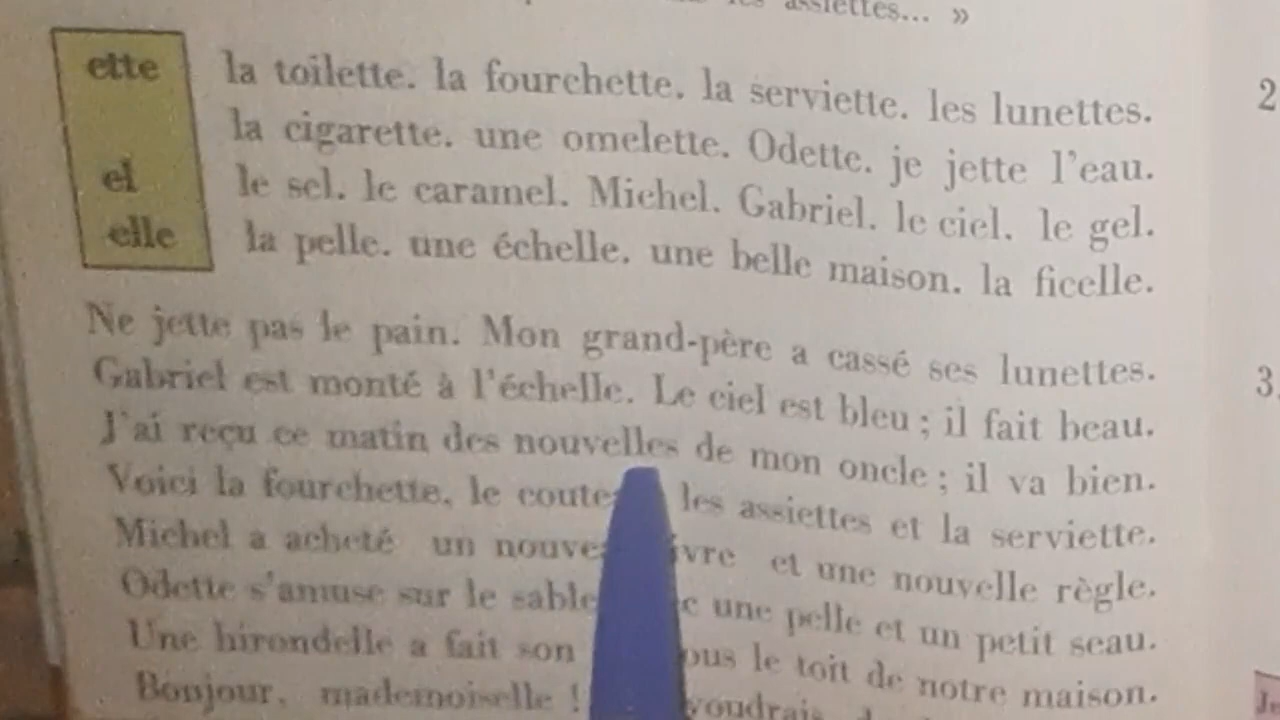 assiettes... »
ette la toilette. la fourchette. la serviette. les lunettes.
la cigarette. une omelette. Odette. je jette l'eau.
el le sel. le caramel. Michel. Gabriel. le ciel. le gel.
elle la pelle. une échelle. une belle maison. la ficelle.
Ne jette pas le pain. Mon grand-père a cassé ses lunettes.
Gabriel est monté à l'échelle. Le ciel est bleu ; il fait beau.
J'ai reçu ce matin des nouvelles de mon oncle ; il va bien.
Voici la fourchette, le les assiettes et la serviette.
Michel a acheté un et une nouvelle règle.
Odette s'amuse sur le sable une pelle et un petit seau.
Une hirondelle a fait son le toit de notre maison.
Bonjour, mademoiselle !
2
3.